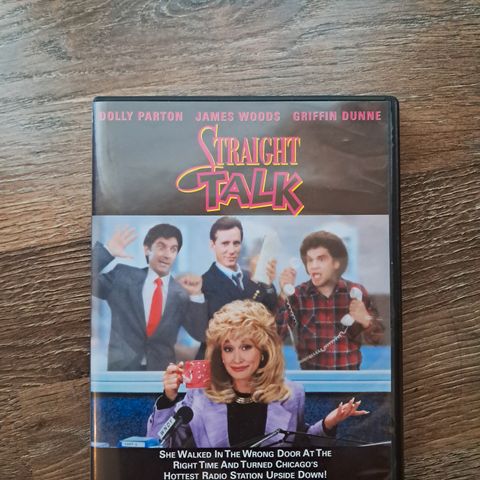 DOLLY PARTON JAMES WOODS GRIFFIN DUNNE
STRAIGHT
TALK
SHE WALKED IN THE WRONG DOOR AT THE
RIGHT TIME AND TURNED CHICAGO'S
HOTTEST RADIO STATION UPSIDE DOWN!